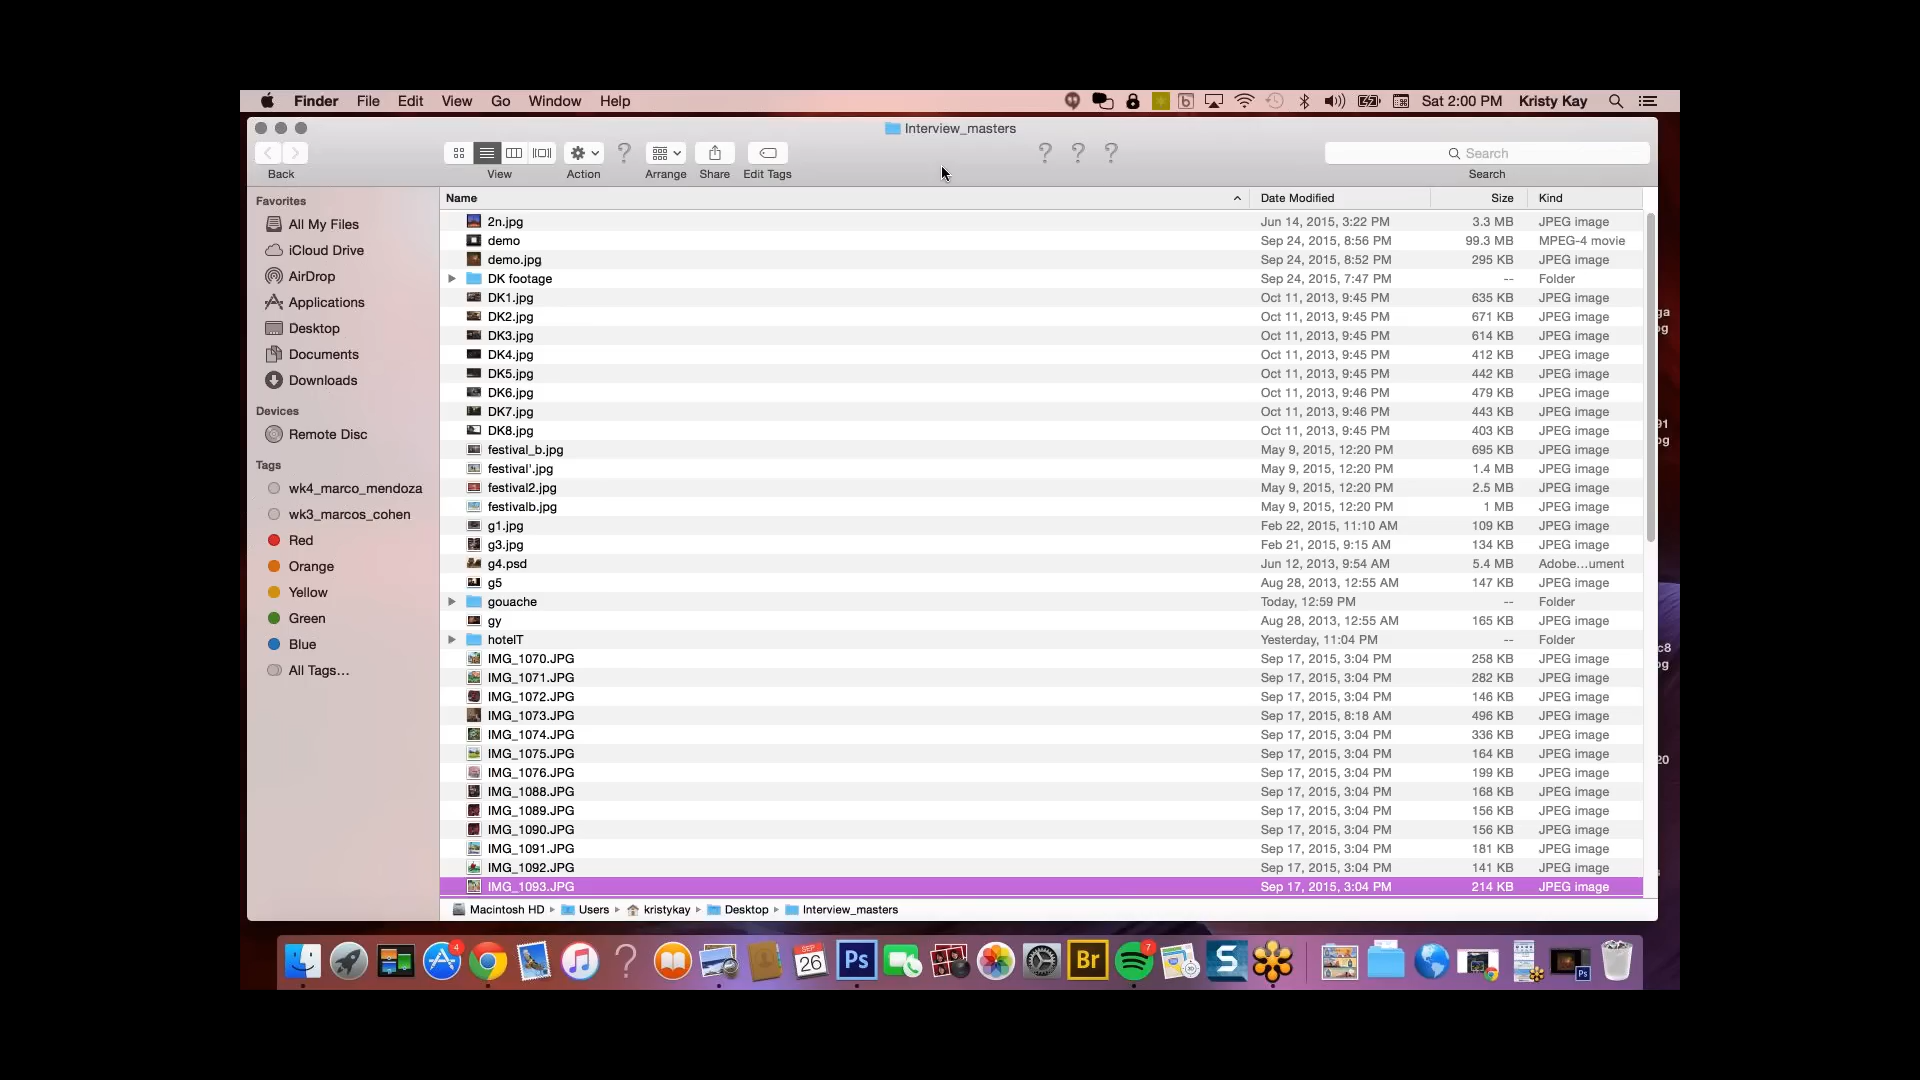 Finder File Edit View Go Window Help Sat 2:00 PM Kristy Kay
Interview_masters
Search
Back View Action Arrange Share Edit Tags Search
Favorites
All My Files
iCloud Drive
AirDrop
Applications
Desktop
Documents
Downloads
Devices
Remote Disc
Tags
wk4_marco_mendoza
wk3_marcos_cohen
Red
Orange
Yellow
Green
Blue
All Tags...
Name Date Modified Size Kind
2n.jpg Jun 14, 2015, 3:22 PM 3.3 MB JPEG image
demo Sep 24, 2015, 8:56 PM 99.3 MB MPEG-4 movie
demo.jpg Sep 24, 2015, 8:52 PM 295 KB JPEG image
DK footage Sep 24, 2015, 7:47 PM -- Folder
DK1.jpg Oct 11, 2013, 9:45 PM 635 KB JPEG image
DK2.jpg Oct 11, 2013, 9:45 PM 671 KB JPEG image
DK3.jpg Oct 11, 2013, 9:45 PM 614 KB JPEG image
DK4.jpg Oct 11, 2013, 9:45 PM 412 KB JPEG image
DK5.jpg Oct 11, 2013, 9:45 PM 442 KB JPEG image
DK6.jpg Oct 11, 2013, 9:46 PM 479 KB JPEG image
DK7.jpg Oct 11, 2013, 9:46 PM 443 KB JPEG image
DK8.jpg Oct 11, 2013, 9:45 PM 403 KB JPEG image
festival_b.jpg May 9, 2015, 12:20 PM 695 KB JPEG image
festival'.jpg May 9, 2015, 12:20 PM 1.4 MB JPEG image
festival2.jpg May 9, 2015, 12:20 PM 2.5 MB JPEG image
festivalb.jpg May 9, 2015, 12:20 PM 1 MB JPEG image
g1.jpg Feb 22, 2015, 11:10 AM 109 KB JPEG image
g3.jpg Feb 21, 2015, 9:15 AM 134 KB JPEG image
g4.psd Jun 12, 2013, 9:54 AM 5.4 MB Adobe...ument
g5 Aug 28, 2013, 12:55 AM 147 KB JPEG image
gouache Today, 12:59 PM -- Folder
gy Aug 28, 2013, 12:55 AM 165 KB JPEG image
hotelT Yesterday, 11:04 PM -- Folder
IMG_1070.JPG Sep 17, 2015, 3:04 PM 258 KB JPEG image
IMG_1071.JPG Sep 17, 2015, 3:04 PM 282 KB JPEG image
IMG_1072.JPG Sep 17, 2015, 3:04 PM 146 KB JPEG image
IMG_1073.JPG Sep 17, 2015, 8:18 AM 496 KB JPEG image
IMG_1074.JPG Sep 17, 2015, 3:04 PM 336 KB JPEG image
IMG_1075.JPG Sep 17, 2015, 3:04 PM 164 KB JPEG image
IMG_1076.JPG Sep 17, 2015, 3:04 PM 199 KB JPEG image
IMG_1088.JPG Sep 17, 2015, 3:04 PM 168 KB JPEG image
IMG_1089.JPG Sep 17, 2015, 3:04 PM 156 KB JPEG image
IMG_1090.JPG Sep 17, 2015, 3:04 PM 156 KB JPEG image
IMG_1091.JPG Sep 17, 2015, 3:04 PM 181 KB JPEG image
IMG_1092.JPG Sep 17, 2015, 3:04 PM 141 KB JPEG image
IMG_1093.JPG Sep 17, 2015, 3:04 PM 214 KB JPEG image
Macintosh HD Users kristykay Desktop Interview_masters
4 SEP 26 Ps Br 7 S Ps